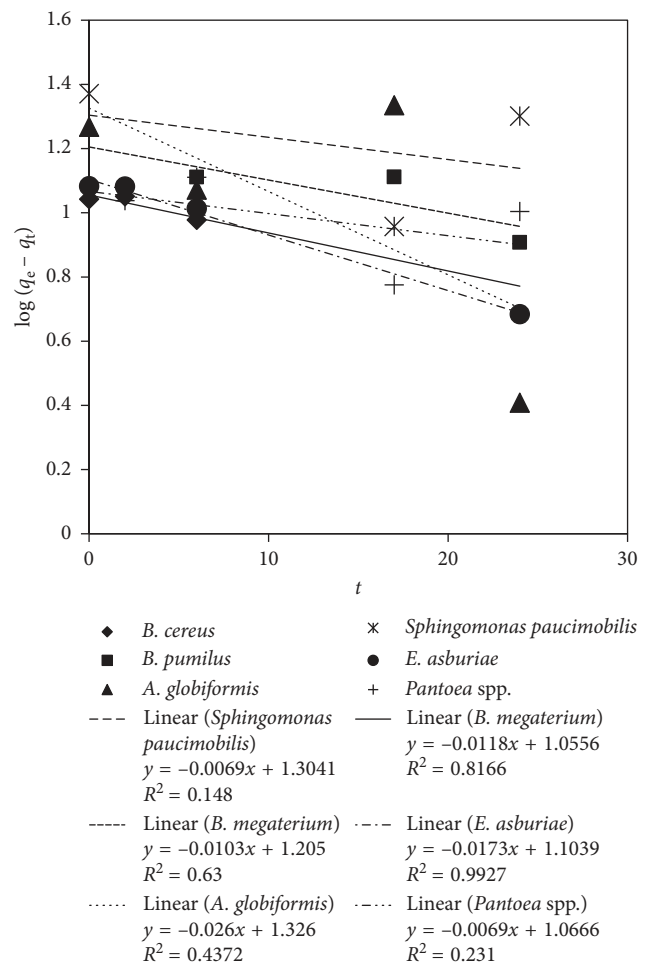 1.6
1.4
1.2
1
0.8
0.6
0.4
0.2
0
log (qe – qt)
0 10 20 30
t
B. cereus
B. pumilus
A. globiformis
Linear (Sphingomonas
paucimobilis)
y = –0.0069x + 1.3041
R2 = 0.148
Linear (B. megaterium)
y = –0.0103x + 1.205
R2 = 0.63
Linear (A. globiformis)
y = –0.026x + 1.326
R2 = 0.4372
Sphingomonas paucimobilis
E. asburiae
Pantoea spp.
Linear (B. megaterium)
y = –0.0118x + 1.0556
R2 = 0.8166
Linear (E. asburiae)
y = –0.0173x + 1.1039
R2 = 0.9927
Linear (Pantoea spp.)
y = –0.0069x + 1.0666
R2 = 0.231